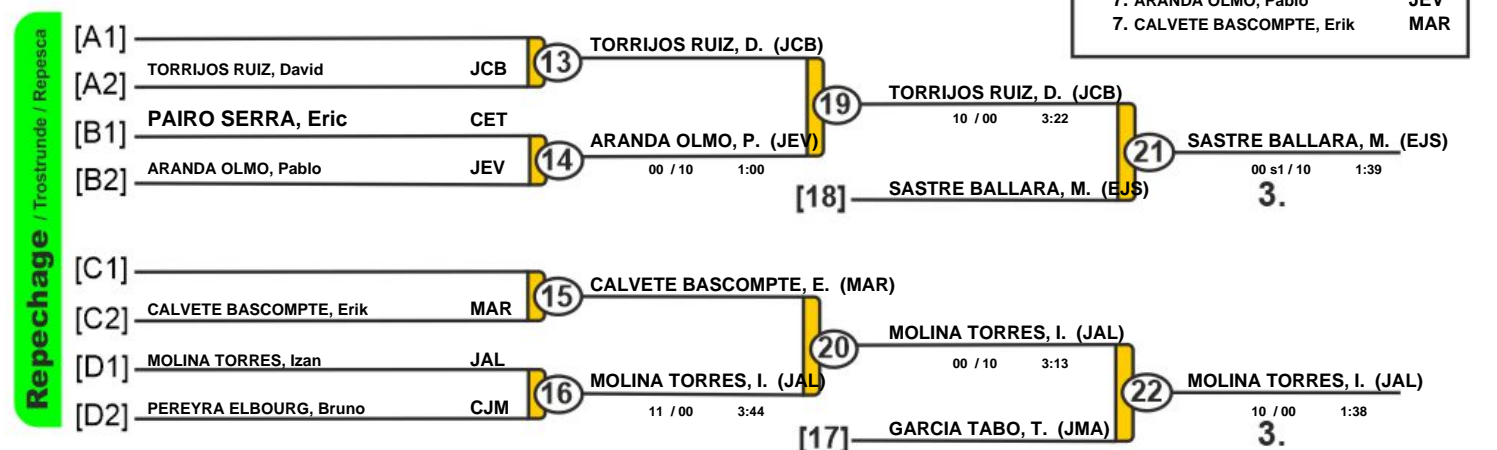 7. ARANDA OLMO, Pablo JEV
7. CALVETE BASCOMPTE, Erik MAR
Repechage / Trostrunde / Repesca
[A1]
TORRIJOS RUIZ, David JCB
[A2]
13
TORRIJOS RUIZ, D. (JCB)
[B1]
PAIRO SERRA, Eric CET
[B2]
ARANDA OLMO, Pablo JEV
14
ARANDA OLMO, P. (JEV)
00 / 10 1:00
19
TORRIJOS RUIZ, D. (JCB)
10 / 00 3:22
[18]
SASTRE BALLARA, M. (EJS)
21
SASTRE BALLARA, M. (EJS)
00 s1 / 10 1:39
3.
[C1]
[C2]
CALVETE BASCOMPTE, Erik MAR
15
CALVETE BASCOMPTE, E. (MAR)
[D1]
MOLINA TORRES, Izan JAL
[D2]
PEREYRA ELBOURG, Bruno CJM
16
MOLINA TORRES, I. (JAL)
11 / 00 3:44
20
MOLINA TORRES, I. (JAL)
00 / 10 3:13
[17]
GARCIA TABO, T. (JMA)
22
MOLINA TORRES, I. (JAL)
10 / 00 1:38
3.